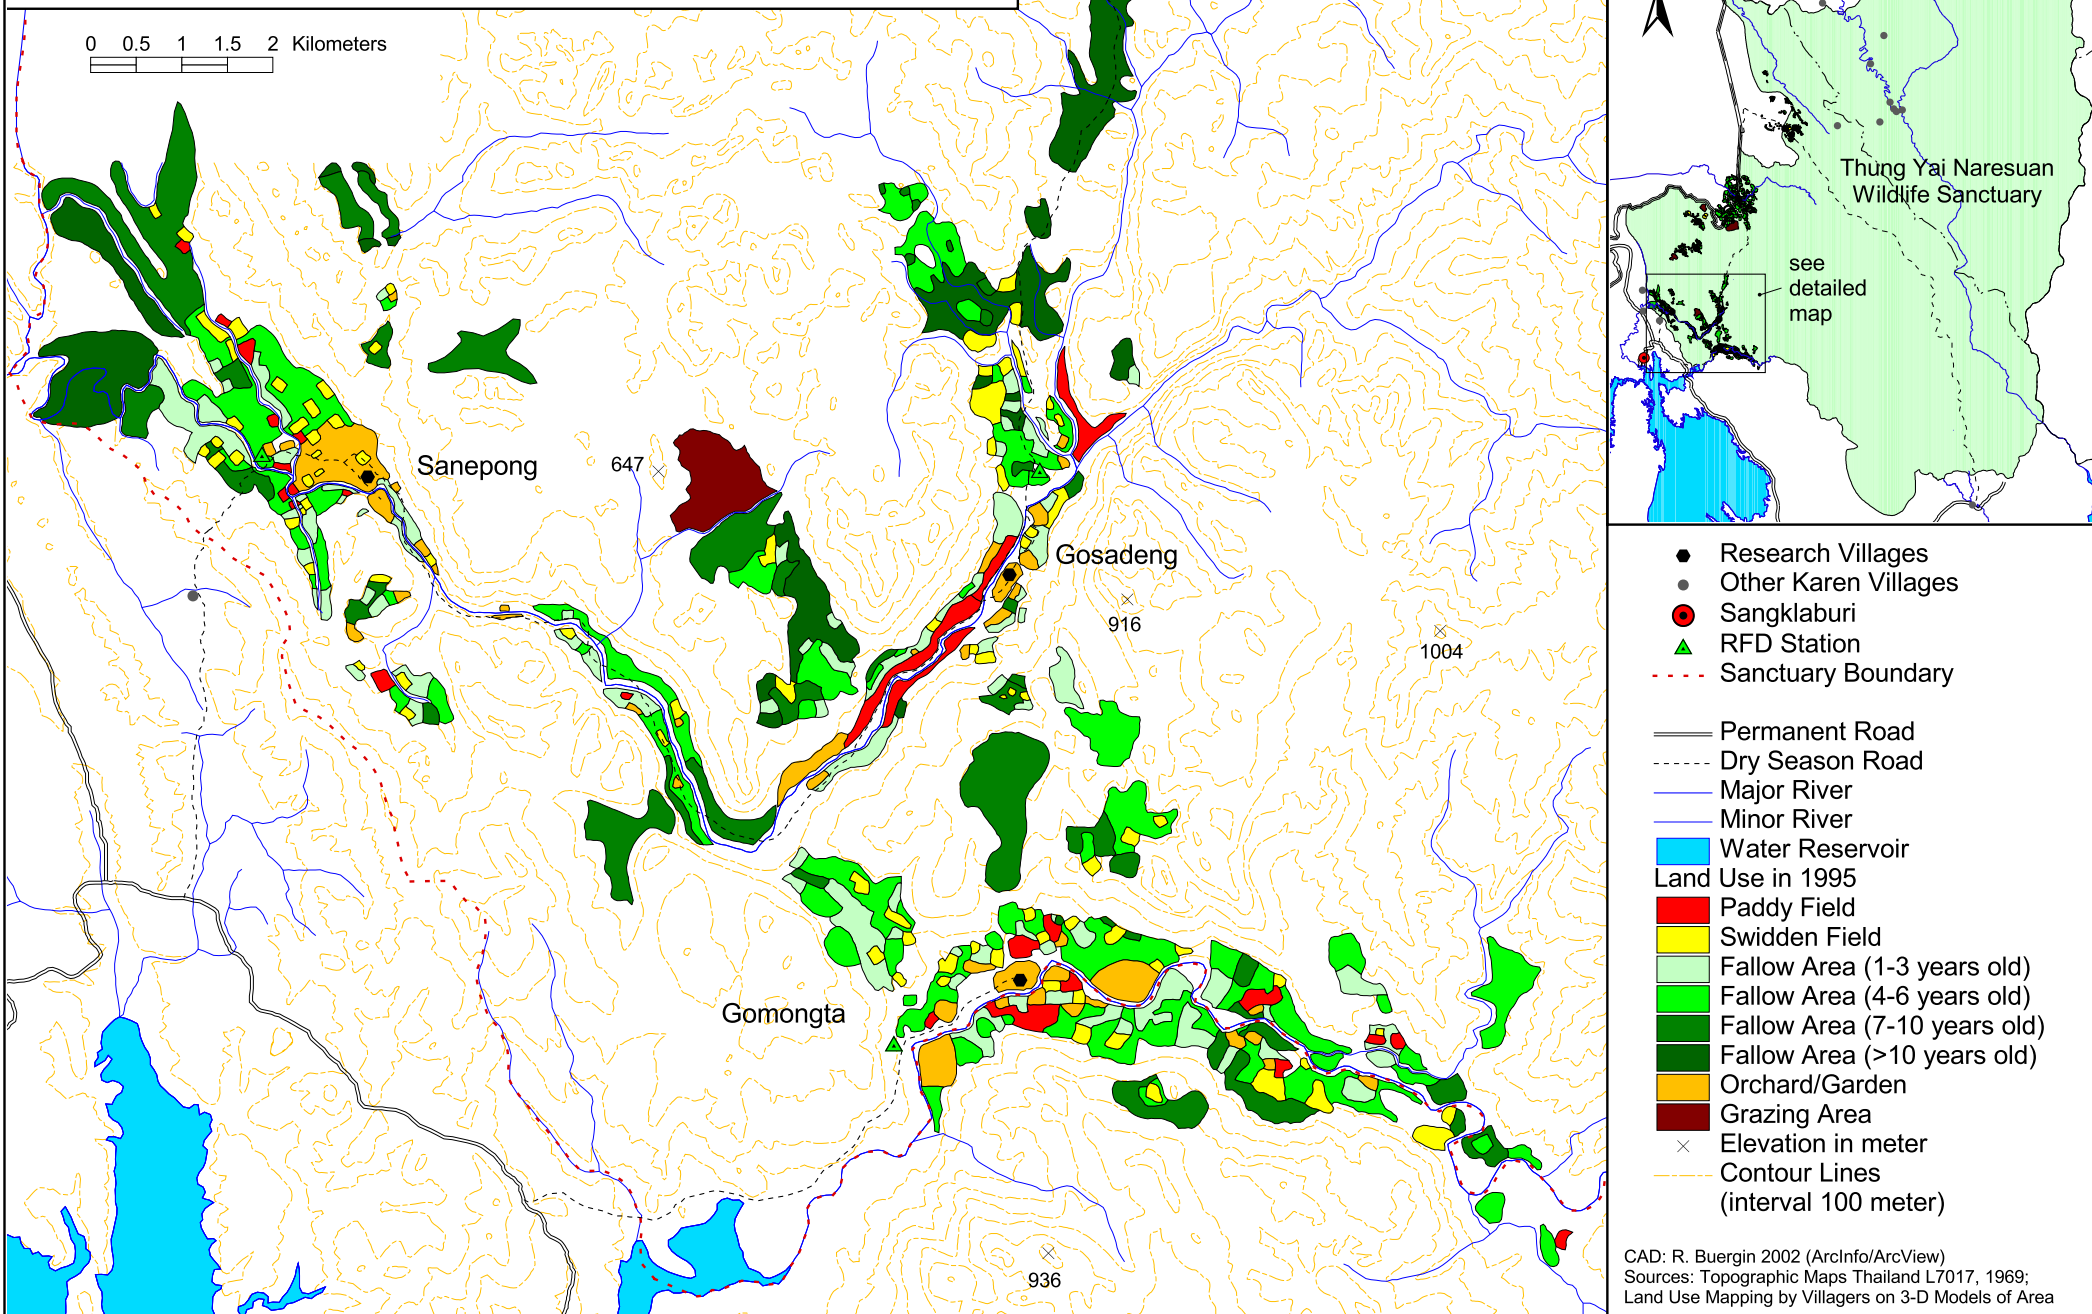 0 0.5 1 1.5 2 Kilometers
Sanepong
647
Gosadeng
916
1004
Gomongta
936
Thung Yai Naresuan
Wildlife Sanctuary
see
detailed
map
Research Villages
Other Karen Villages
Sangklaburi
RFD Station
Sanctuary Boundary
Permanent Road
Dry Season Road
Major River
Minor River
Water Reservoir
Land Use in 1995
Paddy Field
Swidden Field
Fallow Area (1-3 years old)
Fallow Area (4-6 years old)
Fallow Area (7-10 years old)
Fallow Area (>10 years old)
Orchard/Garden
Grazing Area
Elevation in meter
Contour Lines
(interval 100 meter)
CAD: R. Buergin 2002 (ArcInfo/ArcView)
Sources: Topographic Maps Thailand L7017, 1969;
Land Use Mapping by Villagers on 3-D Models of Area